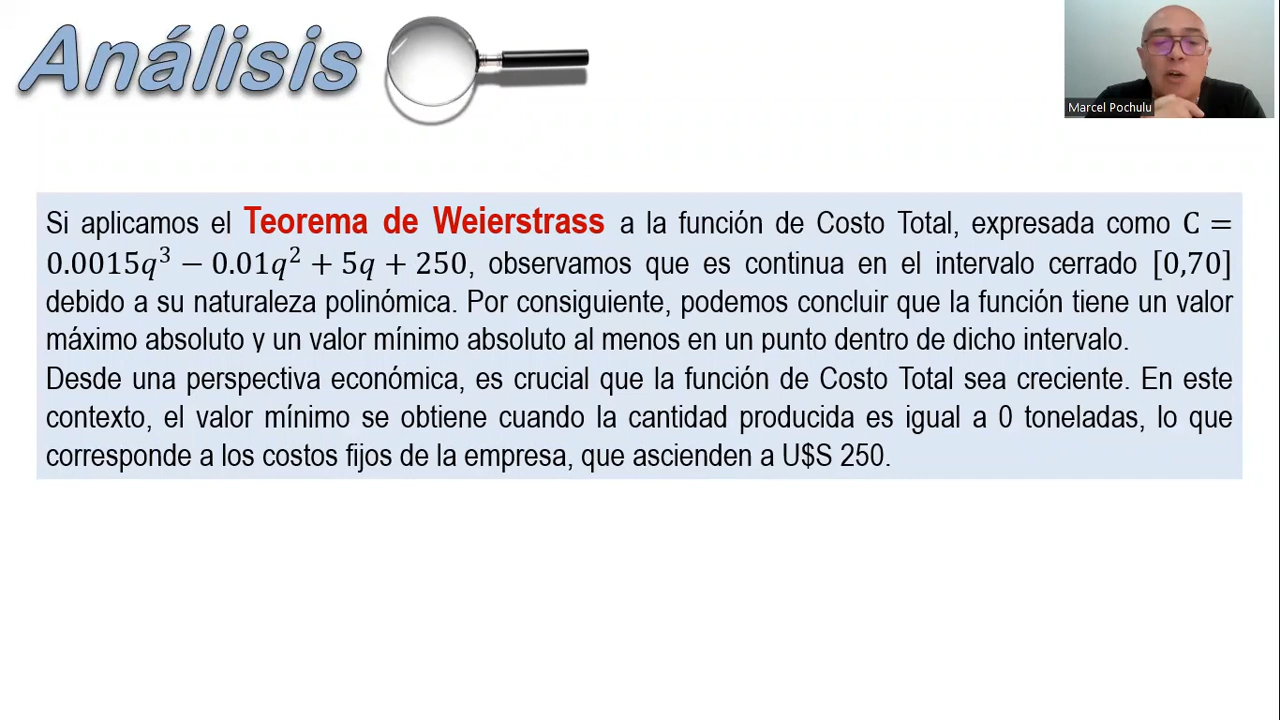 Análisis
Marcel Pochulu
Si aplicamos el Teorema de Weierstrass a la función de Costo Total, expresada como C =
0.0015q³ − 0.01q² + 5q + 250, observamos que es continua en el intervalo cerrado [0,70]
debido a su naturaleza polinómica. Por consiguiente, podemos concluir que la función tiene un valor
máximo absoluto y un valor mínimo absoluto al menos en un punto dentro de dicho intervalo.
Desde una perspectiva económica, es crucial que la función de Costo Total sea creciente. En este
contexto, el valor mínimo se obtiene cuando la cantidad producida es igual a 0 toneladas, lo que
corresponde a los costos fijos de la empresa, que ascienden a U$S 250.